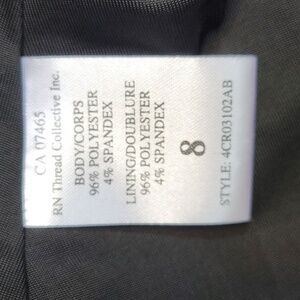 CA 07465
RN Thread Collective Inc.
BODY/CORPS
96% POLYESTER
4% SPANDEX
LINING/DOUBLURE
96% POLYESTER
4% SPANDEX
8
STYLE: 4CR03102AB